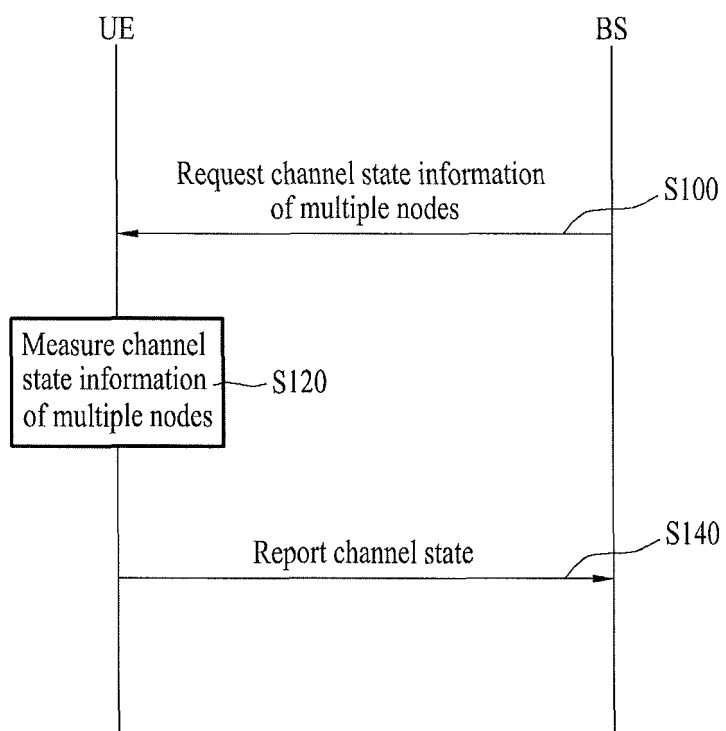 UE
BS
Request channel state information
of multiple nodes
S100
Measure channel
state information
of multiple nodes
S120
Report channel state
S140